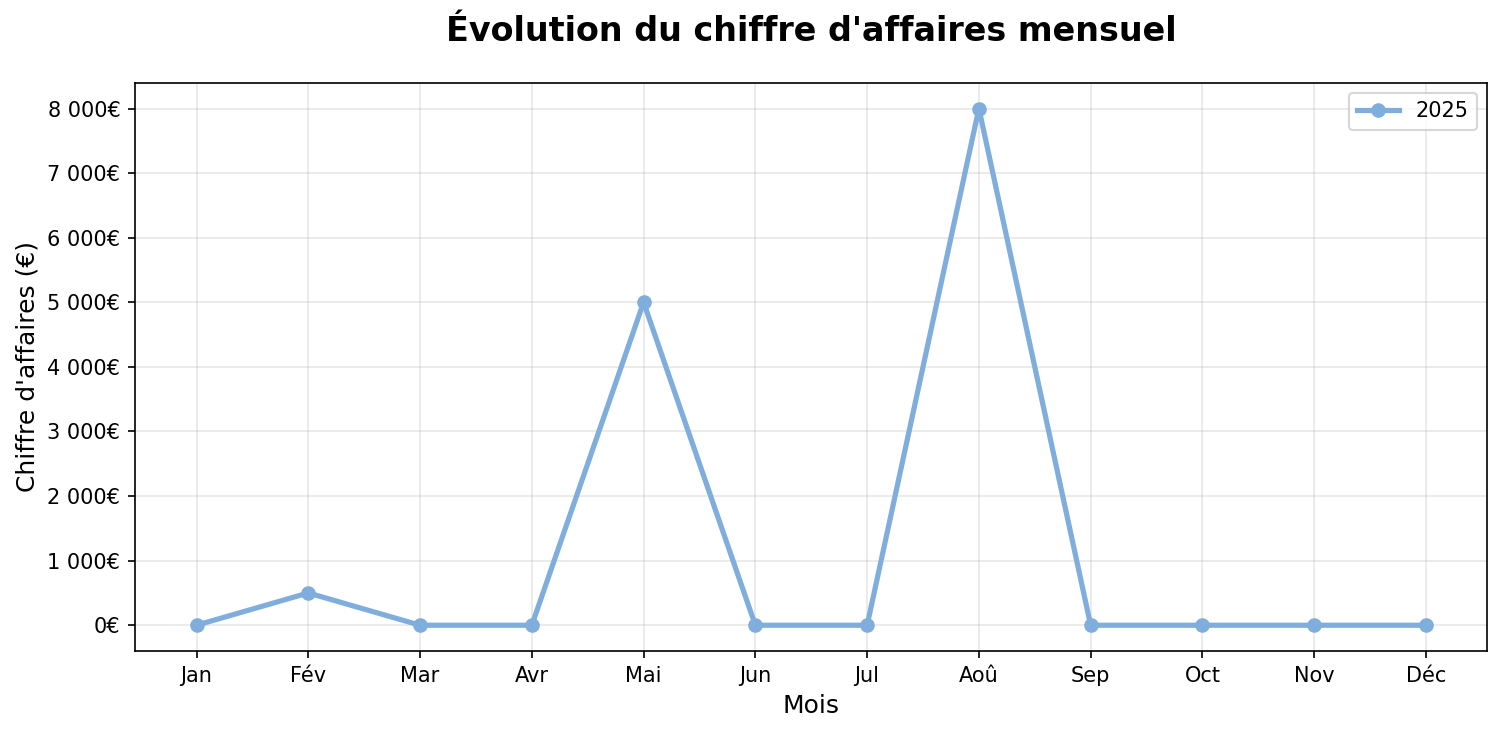 Évolution du chiffre d'affaires mensuel
2025
Chiffre d'affaires (€)
8 000€
7 000€
6 000€
5 000€
4 000€
3 000€
2 000€
1 000€
0€
Jan Fév Mar Avr Mai Jun Jul Aoû Sep Oct Nov Déc
Mois